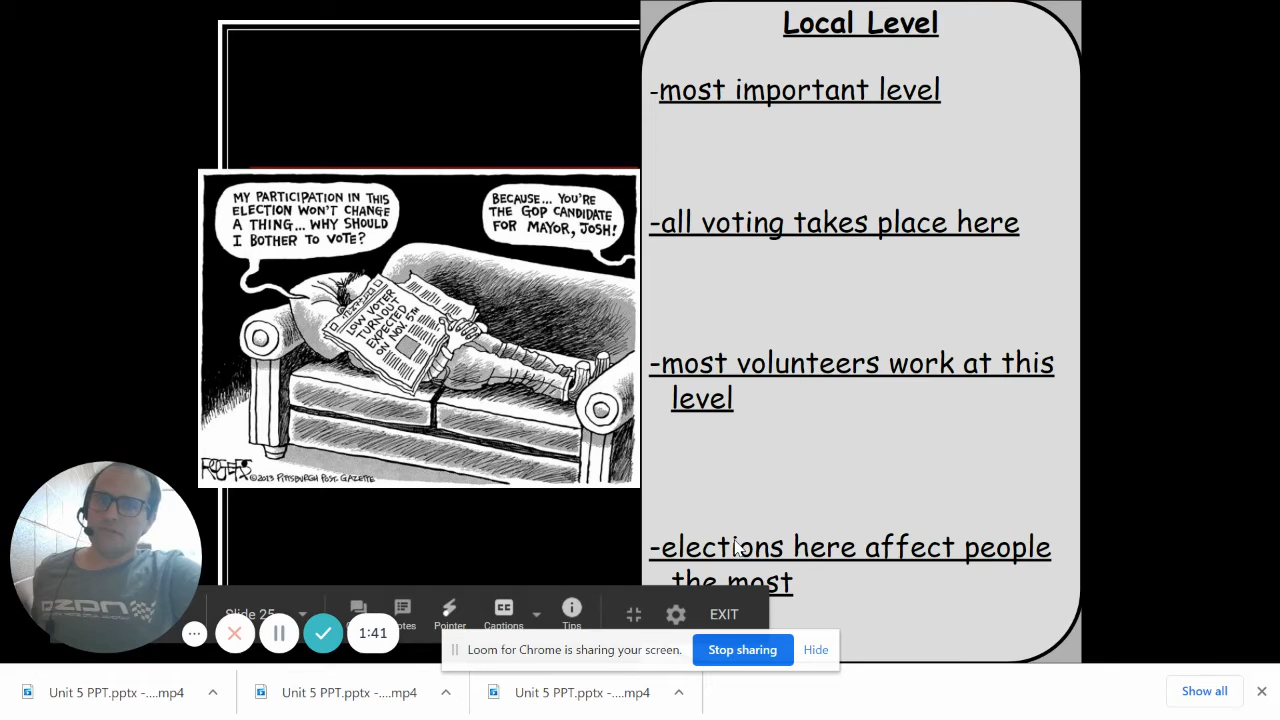 Local Level
-most important level
-all voting takes place here
-most volunteers work at this
level
-elections here affect people
the most
MY PARTICIPATION IN THIS
ELECTION WON'T CHANGE
A THING... WHY SHOULD
I BOTHER TO VOTE?
BECAUSE... YOU'RE
THE GOP CANDIDATE
FOR MAYOR, JOSH!
LOW VOTER
TURNOUT
EXPECTED
ON NOV. 5TH
ROGERS
©2013 PITTSBURGH POST-GAZETTE
Slide 25
Pointer
CC
Captions
Tips
EXIT
1:41
Loom for Chrome is sharing your screen.
Stop sharing
Hide
Unit 5 PPT.pptx -....mp4
Unit 5 PPT.pptx -....mp4
Unit 5 PPT.pptx -....mp4
Show all